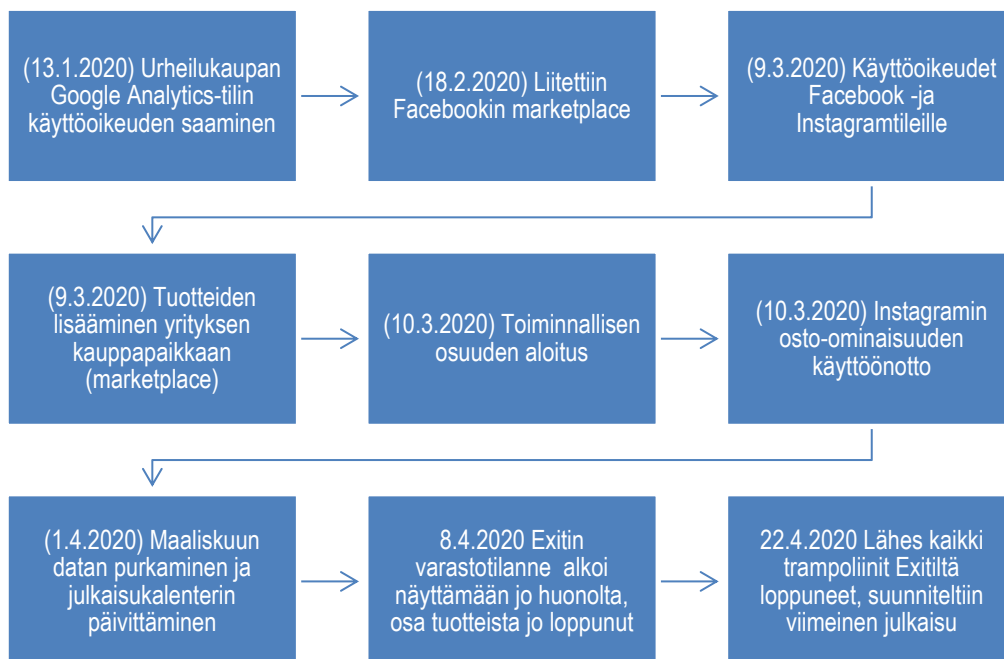 (13.1.2020) Urheilukaupan
Google Analytics-tilin
käyttöoikeuden saaminen
(18.2.2020) Liitettiin
Facebookin marketplace
(9.3.2020) Käyttöoikeudet
Facebook -ja
Instagramtileille
(9.3.2020) Tuotteiden
lisääminen yrityksen
kauppapaikkaan
(marketplace)
(10.3.2020) Toiminnallisen
osuuden aloitus
(10.3.2020) Instagramin
osto-ominaisuuden
käyttöönotto
(1.4.2020) Maaliskuun
datan purkaminen ja
julkaisukalenterin
päivittäminen
8.4.2020 Exitin
varastotilanne alkoi
näyttämään jo huonolta,
osa tuotteista jo loppunut
22.4.2020 Lähes kaikki
trampoliinit Exitiltä
loppuneet, suunniteltiin
viimeinen julkaisu